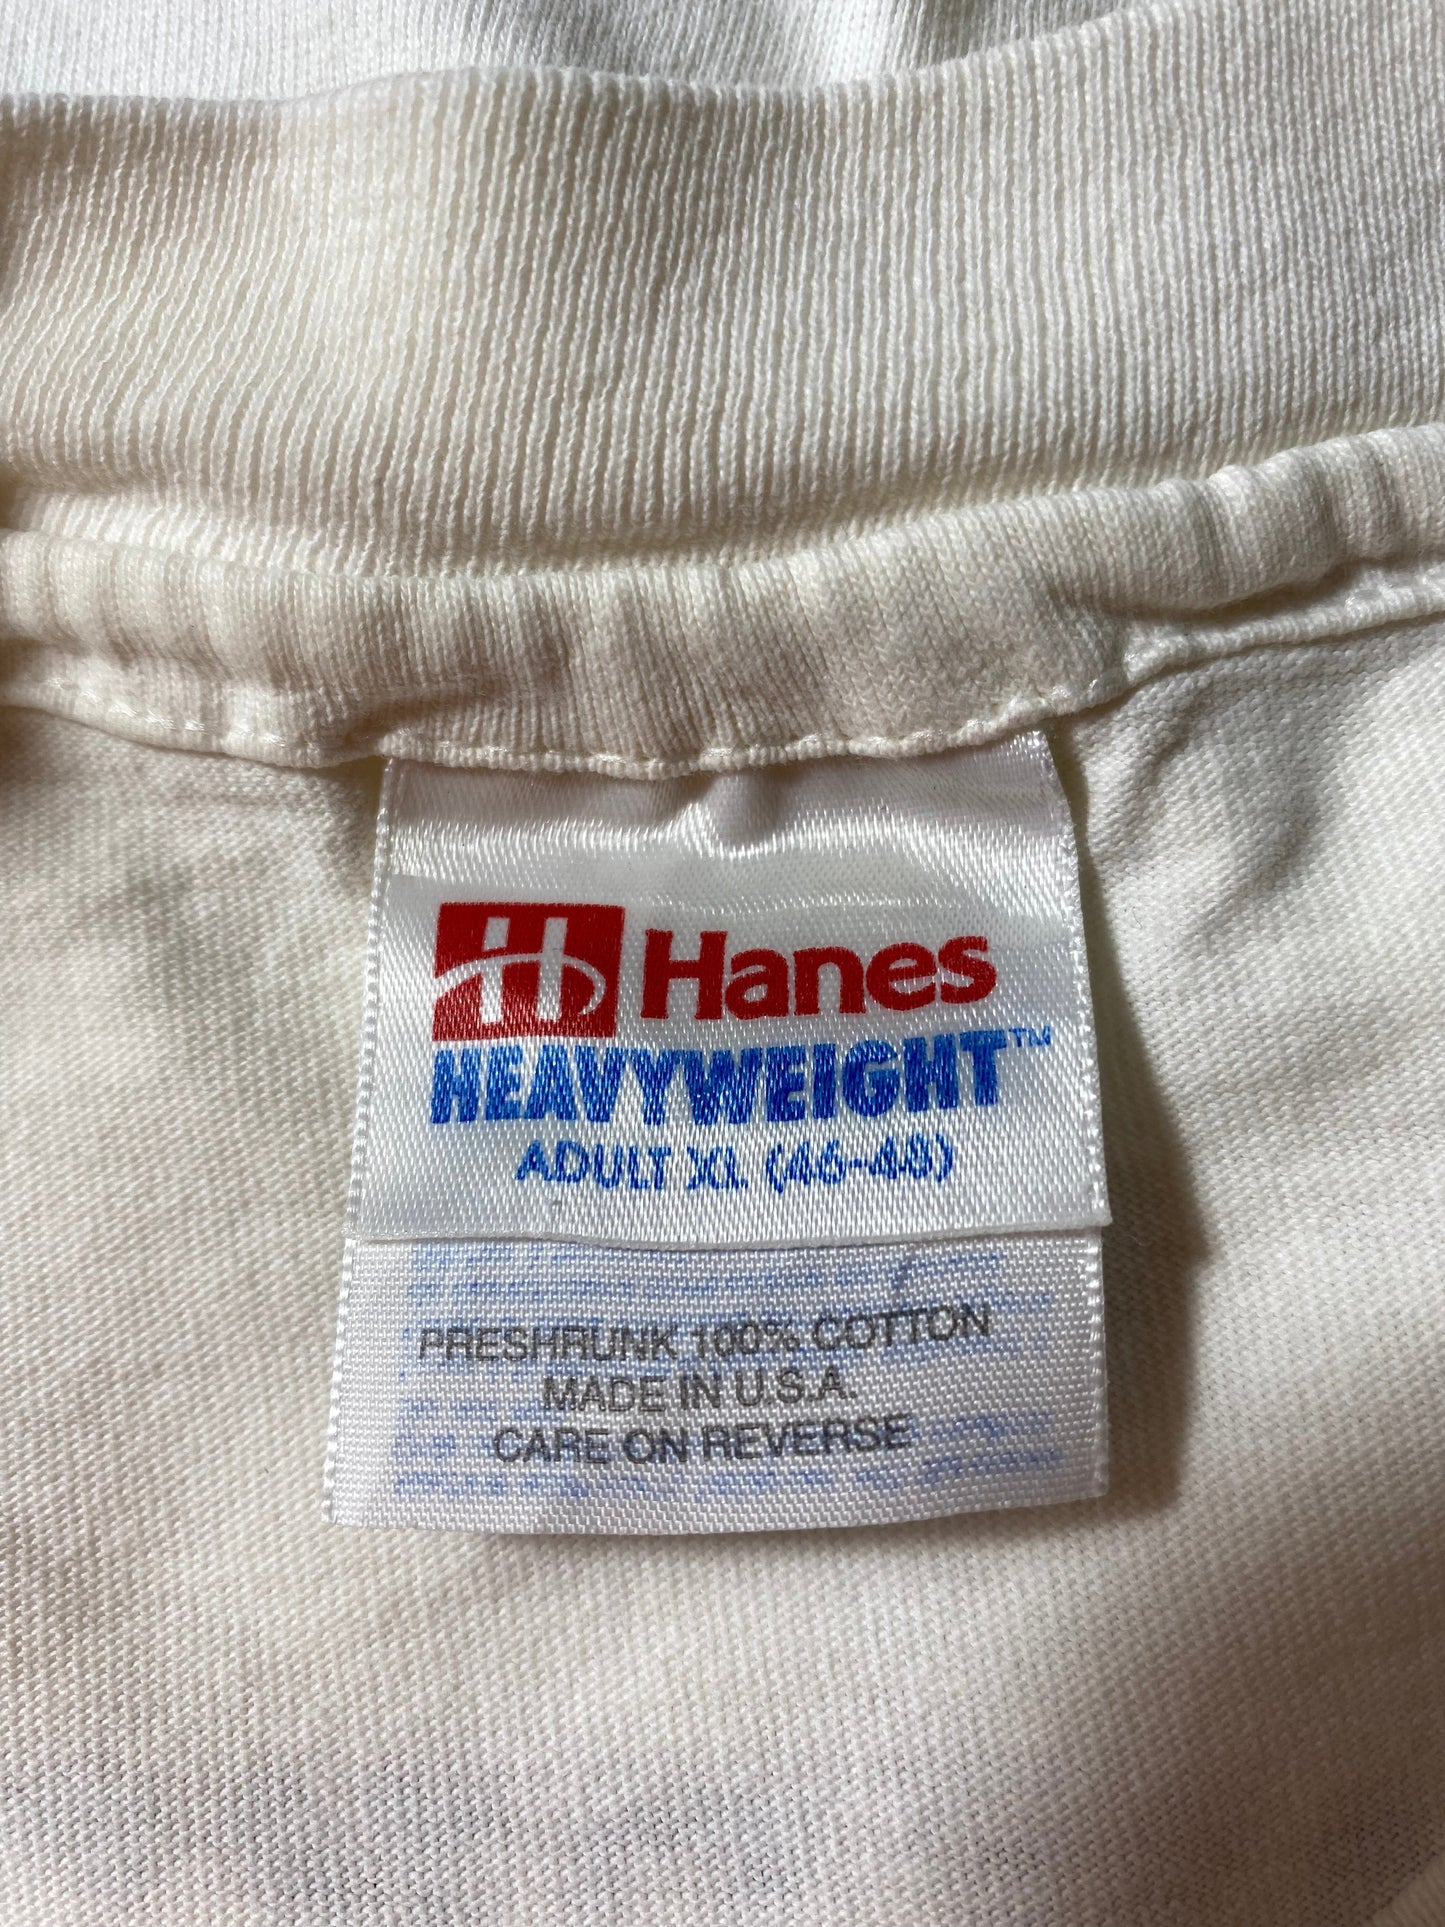 Hanes
HEAVYWEIGHT™
ADULT XL (46-48)
PRESHRUNK 100% COTTON
MADE IN U.S.A.
CARE ON REVERSE